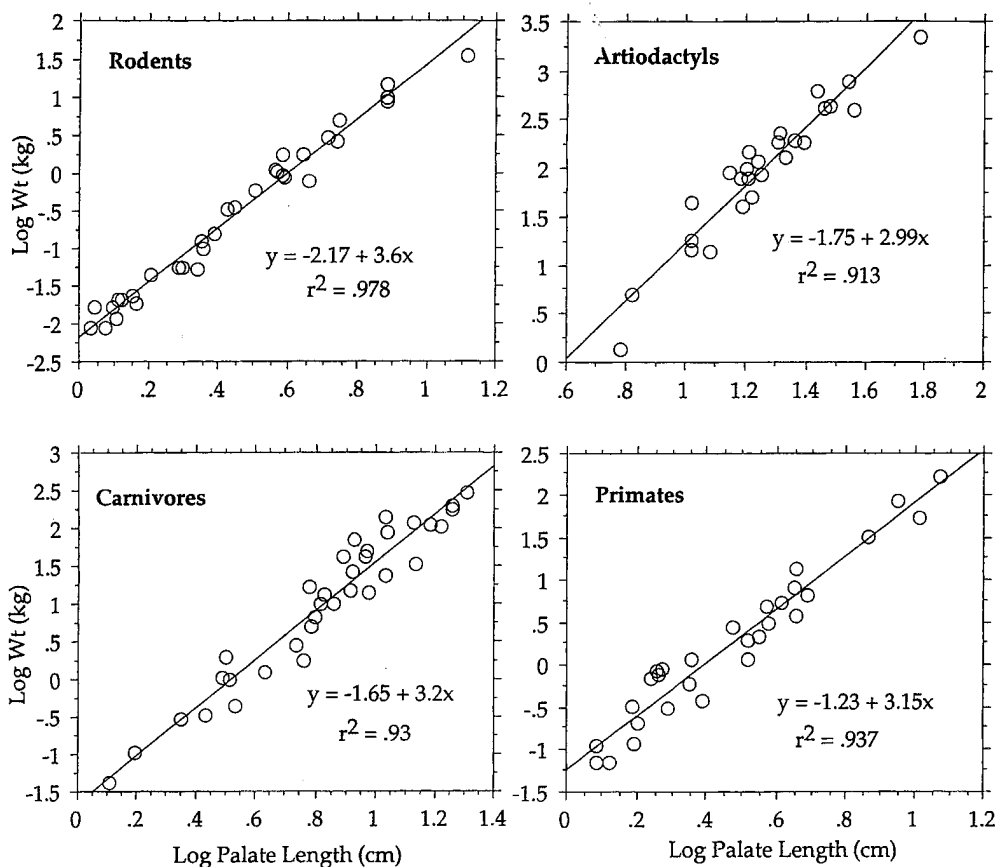 Rodents
Log Wt (kg)
2
1.5
1
.5
0
-.5
-1
-1.5
-2
-2.5
y = -2.17 + 3.6x
r2 = .978
0 .2 .4 .6 .8 1 1.2
Artiodactyls
3.5
3
2.5
2
1.5
1
.5
0
y = -1.75 + 2.99x
r2 = .913
.6 .8 1 1.2 1.4 1.6 1.8 2
Carnivores
Log Wt (kg)
3
2.5
2
1.5
1
.5
0
-.5
-1
-1.5
y = -1.65 + 3.2x
r2 = .93
0 .2 .4 .6 .8 1 1.2 1.4
Log Palate Length (cm)
Primates
2.5
2
1.5
1
.5
0
-.5
-1
-1.5
y = -1.23 + 3.15x
r2 = .937
0 .2 .4 .6 .8 1 1.2
Log Palate Length (cm)